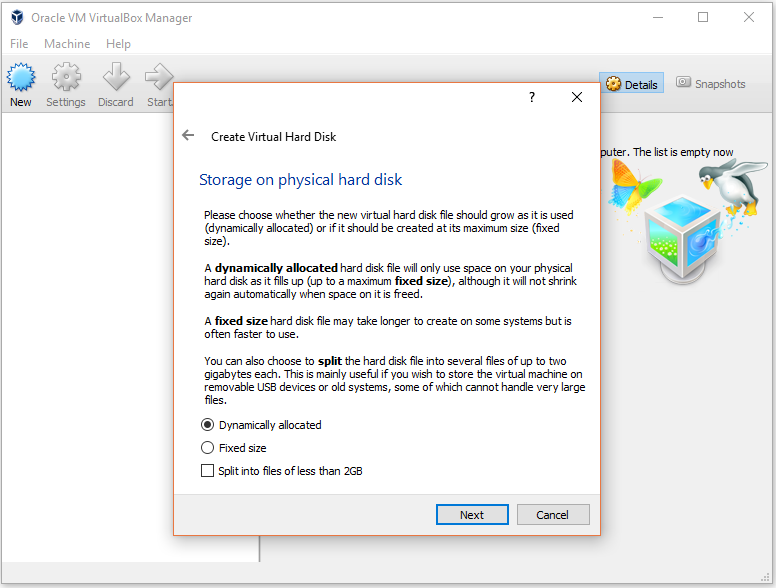 Oracle VM VirtualBox Manager
File Machine Help
New Settings Discard Start
Details Snapshots
?
Create Virtual Hard Disk
puter. The list is empty now
Storage on physical hard disk
Please choose whether the new virtual hard disk file should grow as it is used
(dynamically allocated) or if it should be created at its maximum size (fixed
size).
A dynamically allocated hard disk file will only use space on your physical
hard disk as it fills up (up to a maximum fixed size), although it will not shrink
again automatically when space on it is freed.
A fixed size hard disk file may take longer to create on some systems but is
often faster to use.
You can also choose to split the hard disk file into several files of up to two
gigabytes each. This is mainly useful if you wish to store the virtual machine on
removable USB devices or old systems, some of which cannot handle very large
files.
Dynamically allocated
Fixed size
Split into files of less than 2GB
Next Cancel